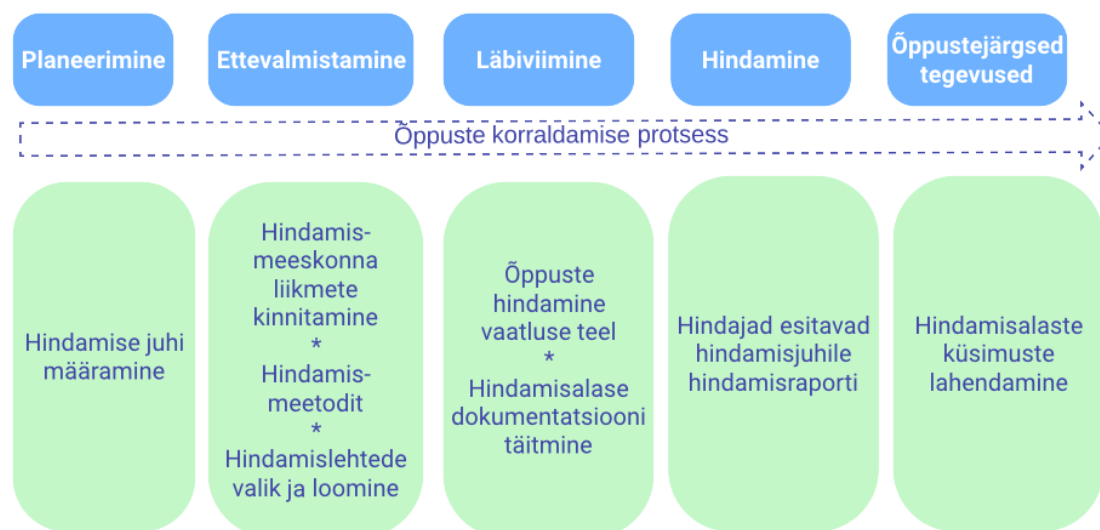 Planeerimine
Ettevalmistamine
Läbiviimine
Hindamine
Õppustejärgsed
tegevused
Õppuste korraldamise protsess
Hindamise juhi
määramine
Hindamis-
meeskonna
liikmete
kinnitamine
*
Hindamis-
meetodit
*
Hindamislehtede
valik ja loomine
Õppuste
hindamine
vaatluse teel
*
Hindamisalase
dokumentatsiooni
täitmine
Hindajad esitavad
hindamisjuhile
hindamisraporti
Hindamisalaste
küsimuste
lahendamine